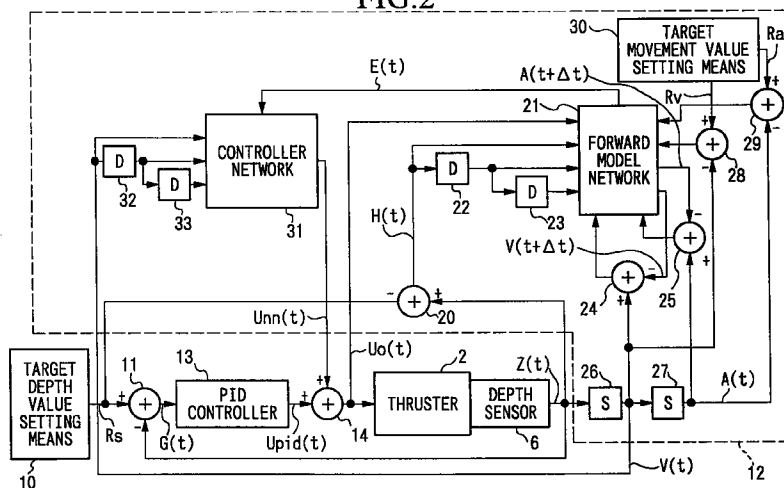 FIG.2
30
TARGET
MOVEMENT VALUE
SETTING MEANS
Ra
E(t)
A(t+Δt)
21
Rv
+
+
29
-
CONTROLLER
NETWORK
FORWARD
MODEL
NETWORK
+
+
28
-
D
32
D
33
31
D
22
D
23
H(t)
V(t+Δt)
-
+
25
+
-
+
24
+
-
+
20
+
Unn(t)
Uo(t)
TARGET
DEPTH
VALUE
SETTING
MEANS
10
11
+
+
-
Rs
G(t)
13
PID
CONTROLLER
Upid(t)
+
+
+
14
2
THRUSTER
DEPTH
SENSOR
6
Z(t)
26
S
27
S
A(t)
V(t)
12